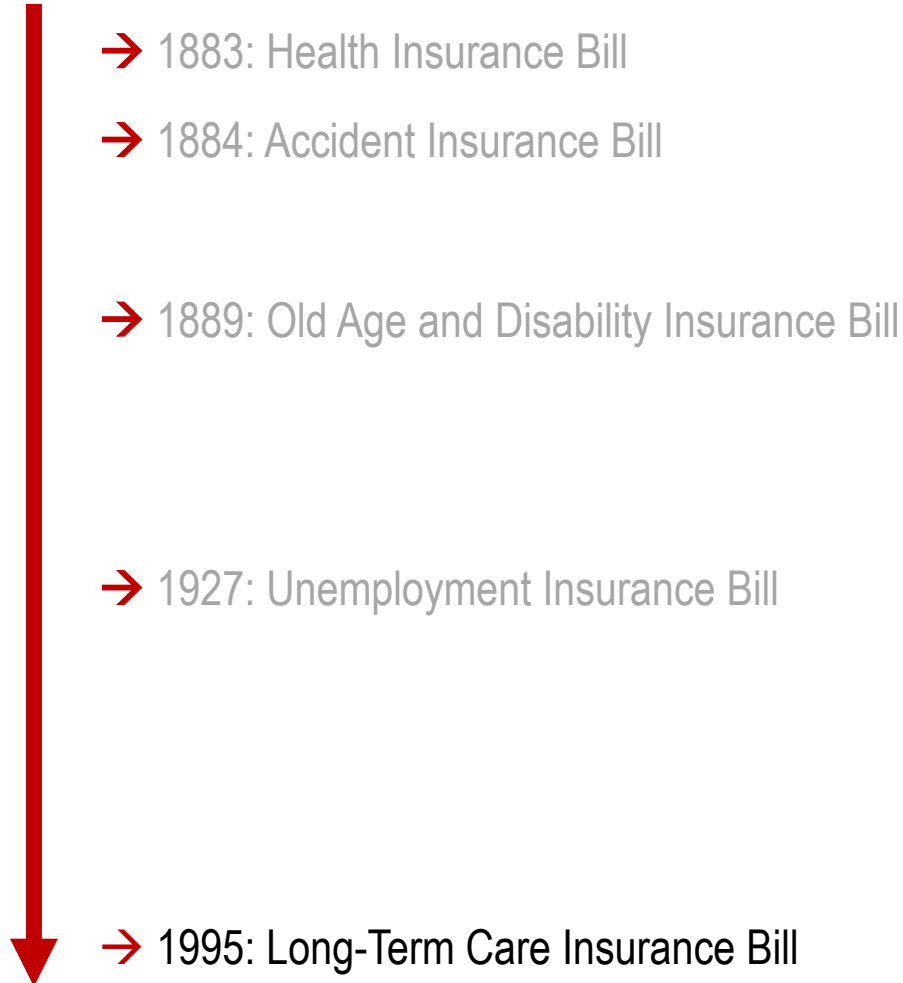 → 1883: Health Insurance Bill
→ 1884: Accident Insurance Bill
→ 1889: Old Age and Disability Insurance Bill
→ 1927: Unemployment Insurance Bill
→ 1995: Long-Term Care Insurance Bill